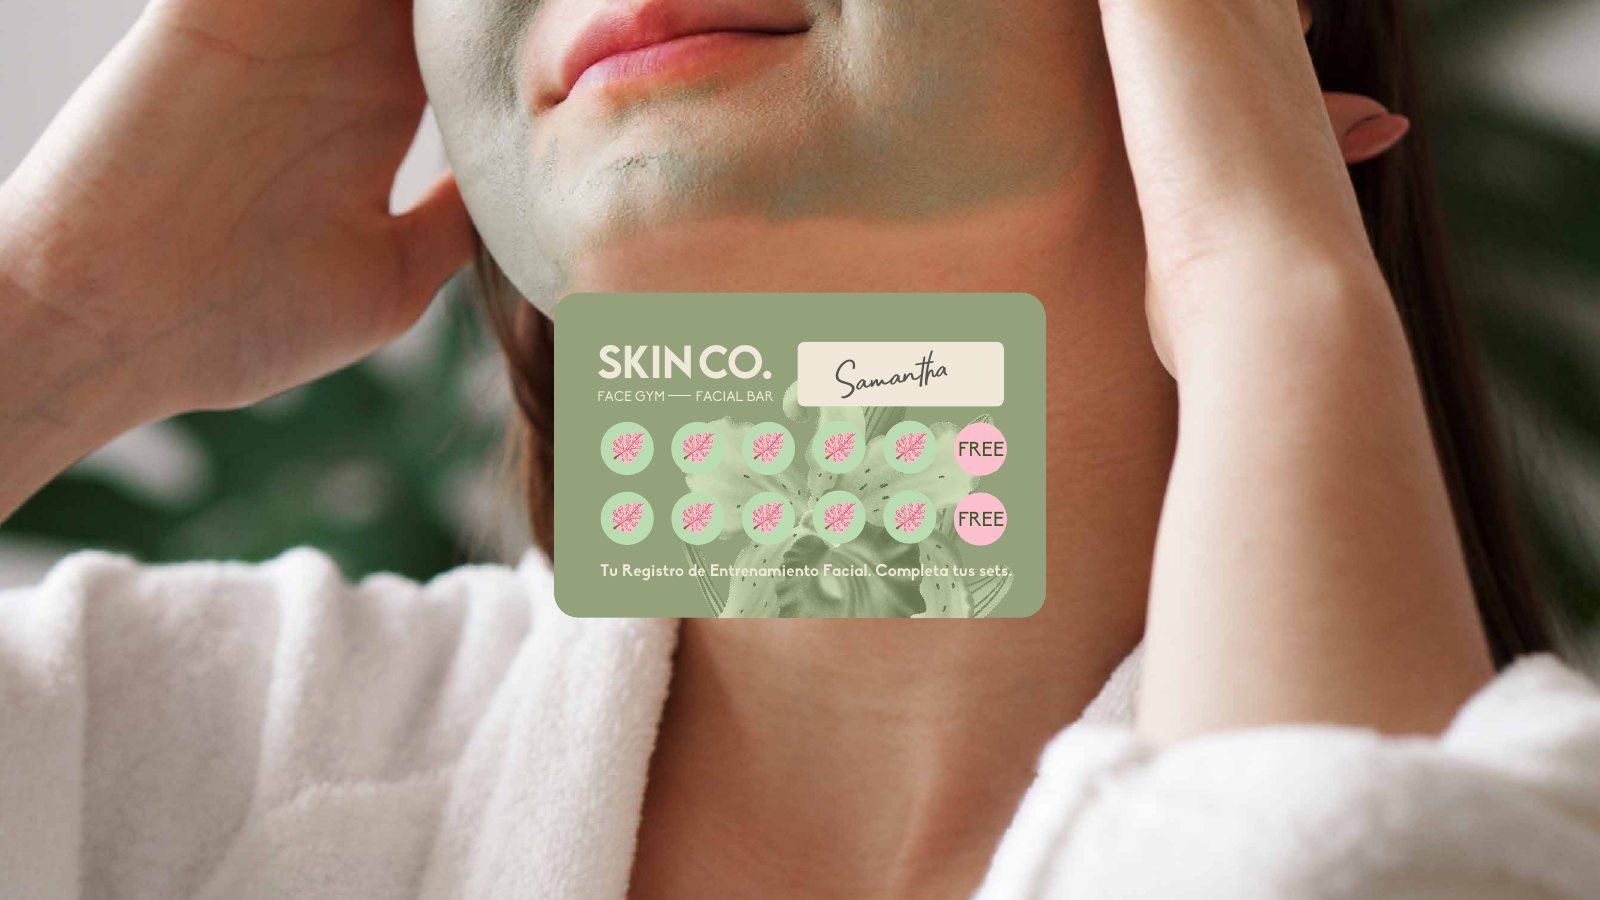 SKIN CO.
FACE GYM — FACIAL BAR
Samantha
FREE
FREE
Tu Registro de Entrenamiento Facial. Completa tus sets.